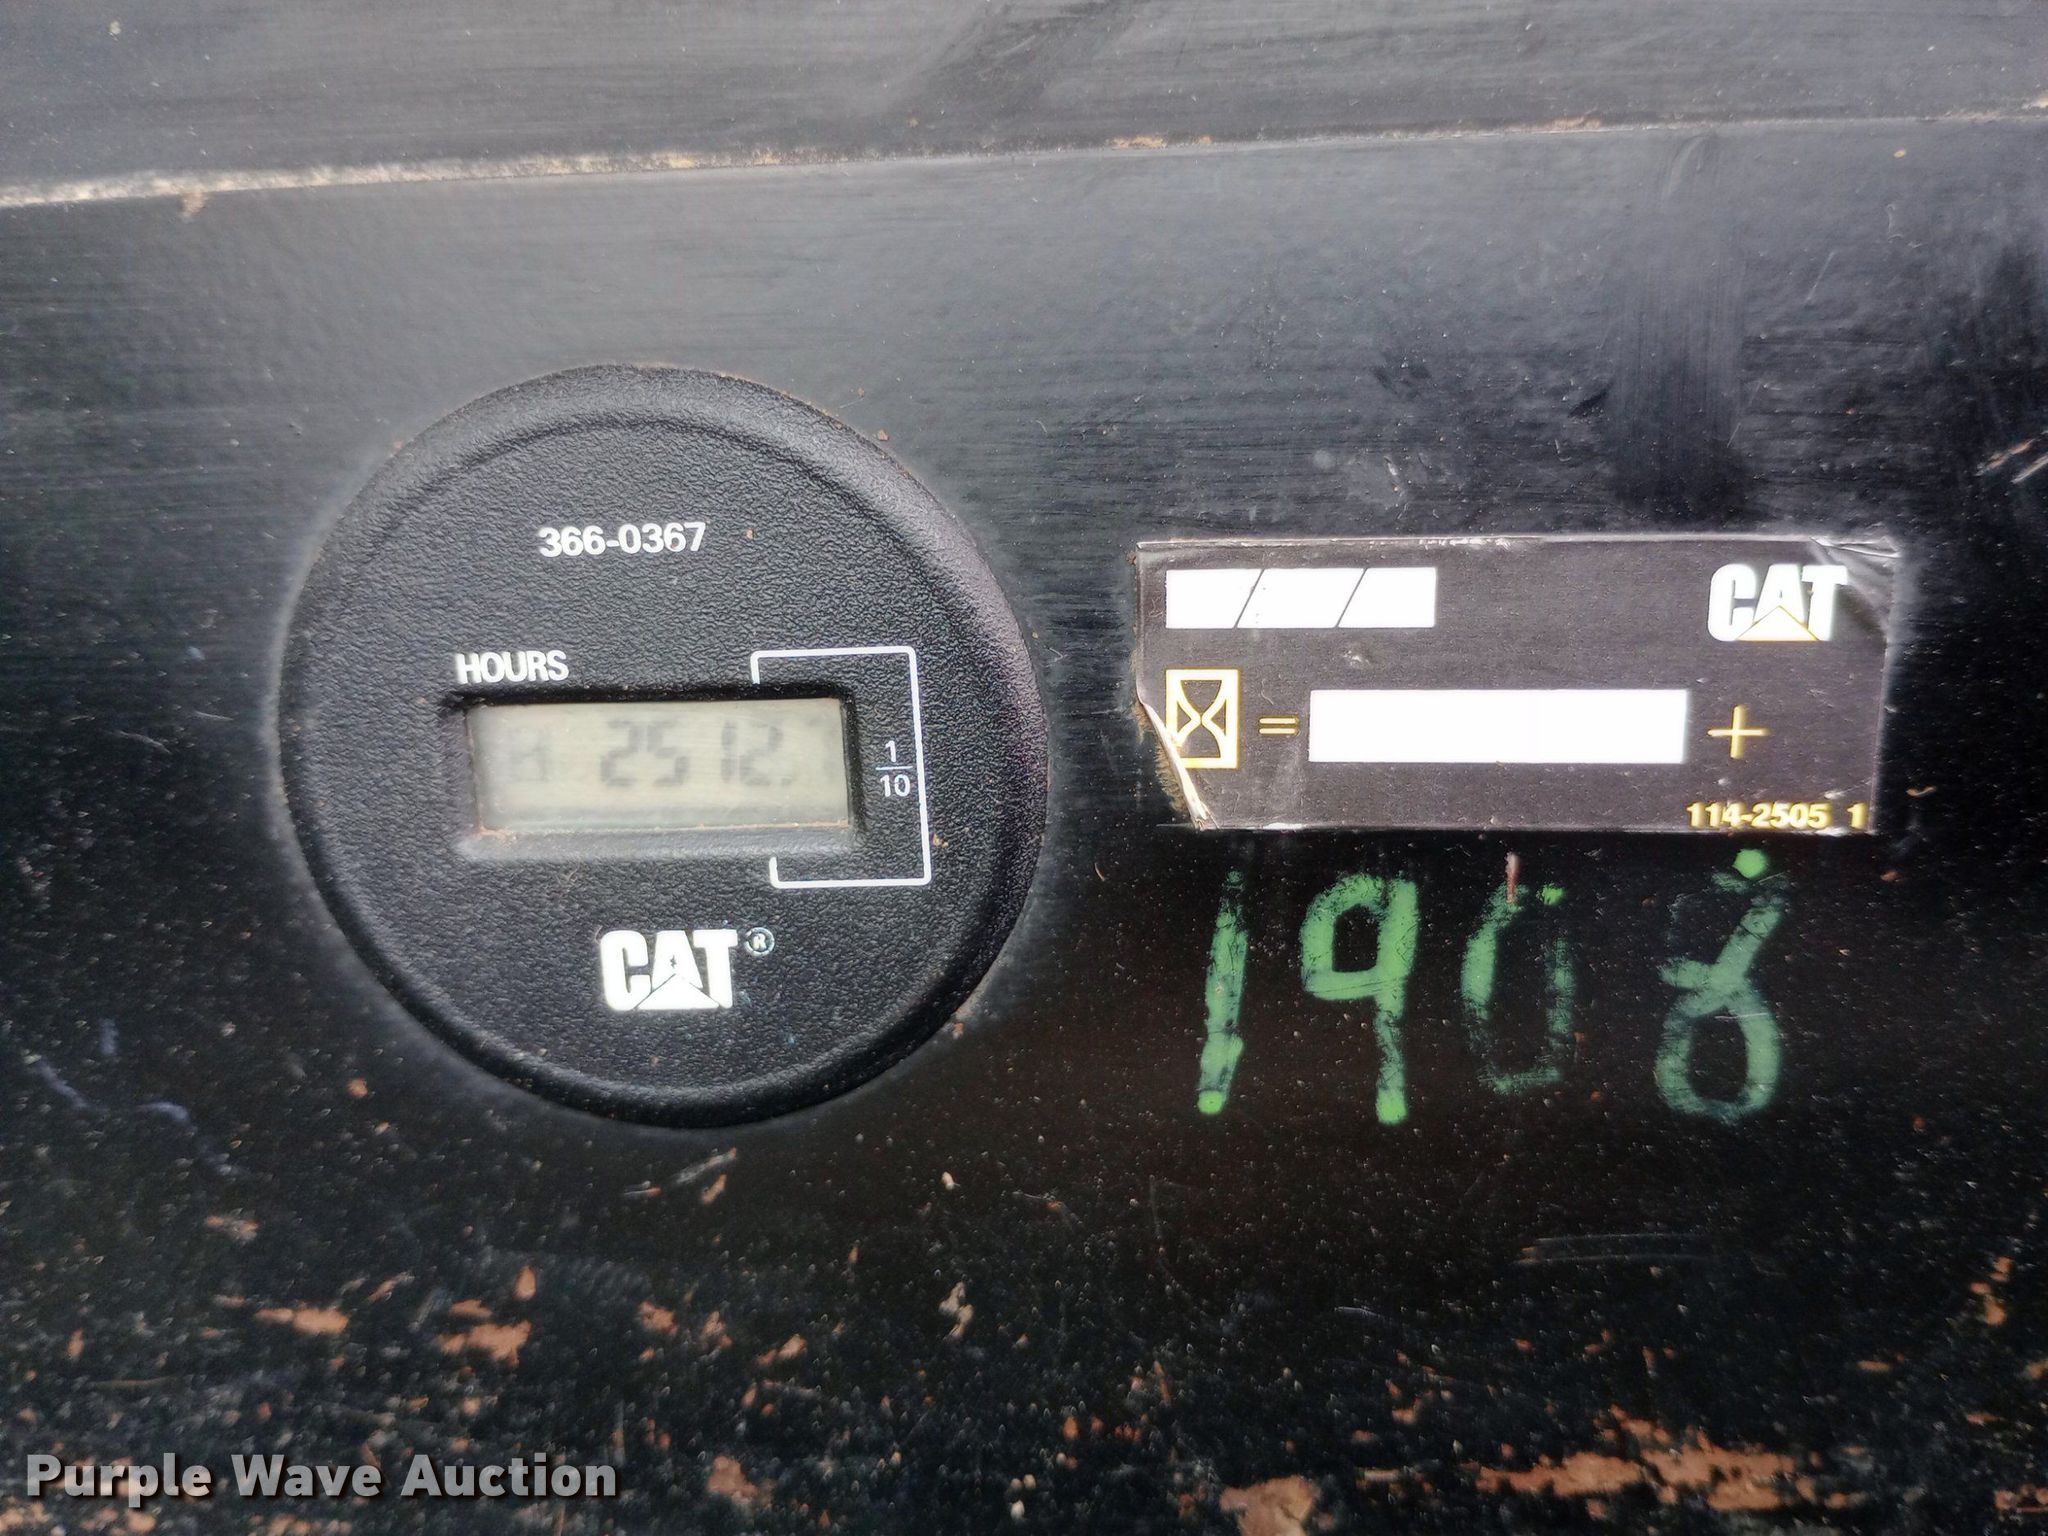 366-0367
HOURS
2512.
1
10
CAT®
CAT
=
+
114-2505 1
1908
Purple Wave Auction